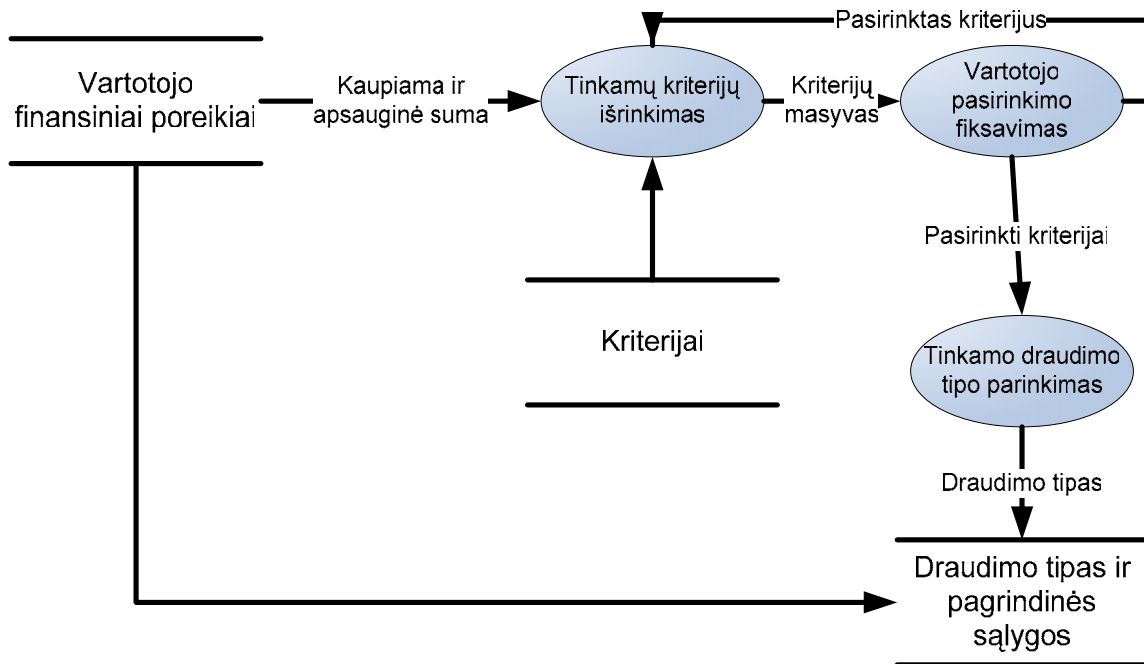 Pasirinktas kriterijus
Vartotojo
finansiniai poreikiai
Kaupiama ir
apsauginė suma
Tinkamų kriterijų
išrinkimas
Kriterijų
masyvas
Vartotojo
pasirinkimo
fiksavimas
Pasirinkti kriterijai
Kriterijai
Tinkamo draudimo
tipo parinkimas
Draudimo tipas
Draudimo tipas ir
pagrindinės
sąlygos